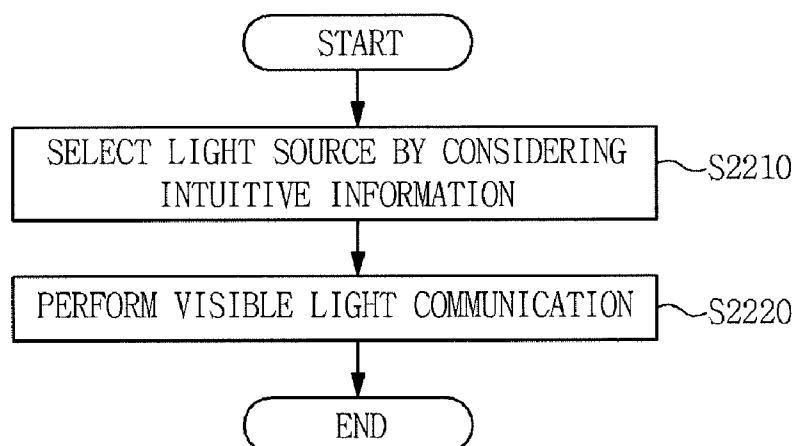 START
SELECT LIGHT SOURCE BY CONSIDERING
INTUITIVE INFORMATION
S2210
PERFORM VISIBLE LIGHT COMMUNICATION
S2220
END